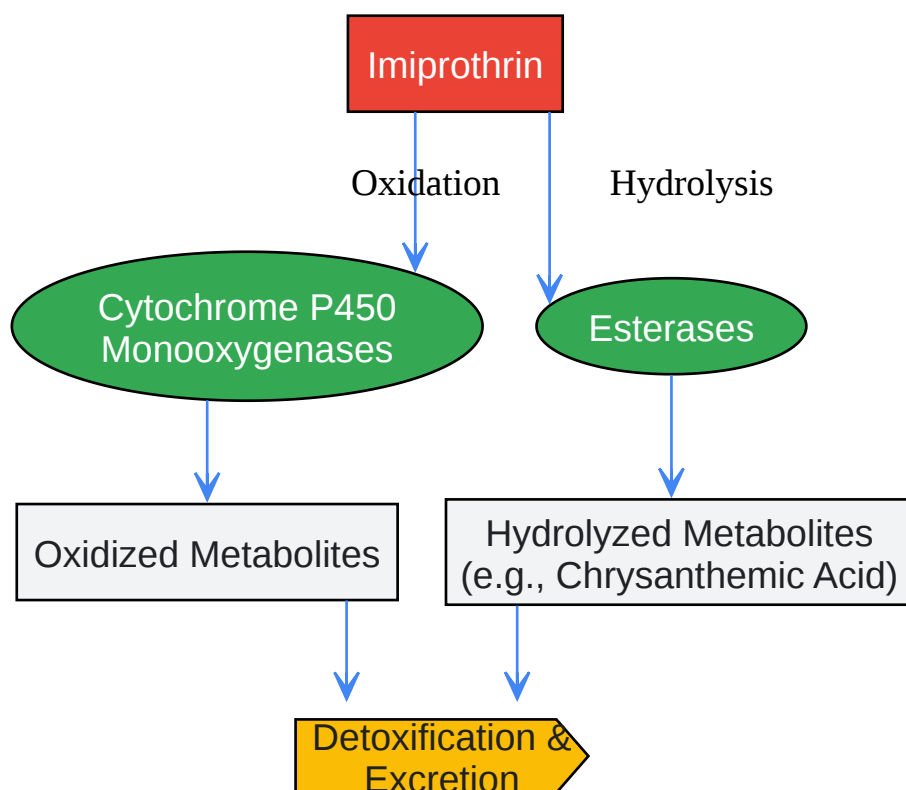 Imiprothrin
Oxidation
Hydrolysis
Cytochrome P450
Monooxygenases
Esterases
Oxidized Metabolites
Hydrolyzed Metabolites
(e.g., Chrysanthemic Acid)
Detoxification &
Excretion